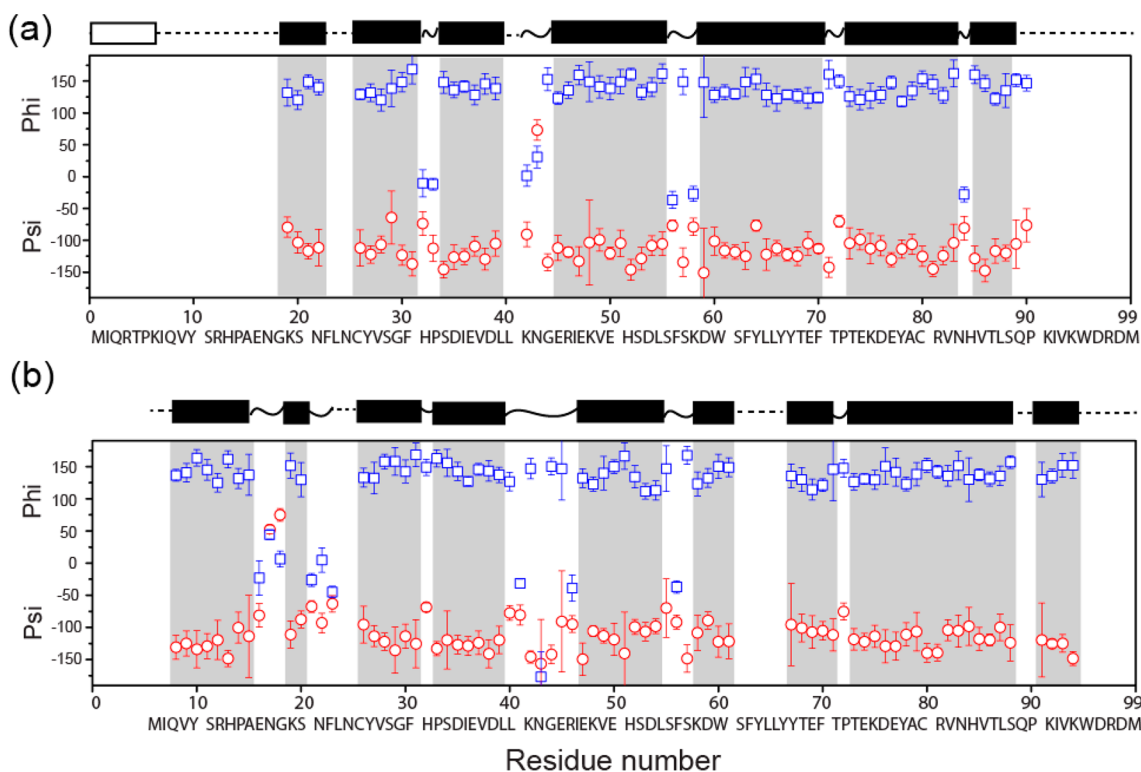 (a)
Phi
Psi
150
100
50
0
-50
-100
-150
0 10 20 30 40 50 60 70 80 90 99
MIQRTPKIQVY SRHPAENGKS NFLNCYVSGF HPSDIEVDLL KNGERIEKVE HSDLSFSKDW SFYLLYYTEF TPTEKDEYAC RVNHVTLSQP KIVKWDRDM
(b)
Phi
Psi
150
100
50
0
-50
-100
-150
0 10 20 30 40 50 60 70 80 90 99
MIQVY SRHPAENGKS NFLNCYVSGF HPSDIEVDLL KNGERIEKVE HSDLSFSKDW SFYLLYYTEF TPTEKDEYAC RVNHVTLSQP KIVKWDRDM
Residue number